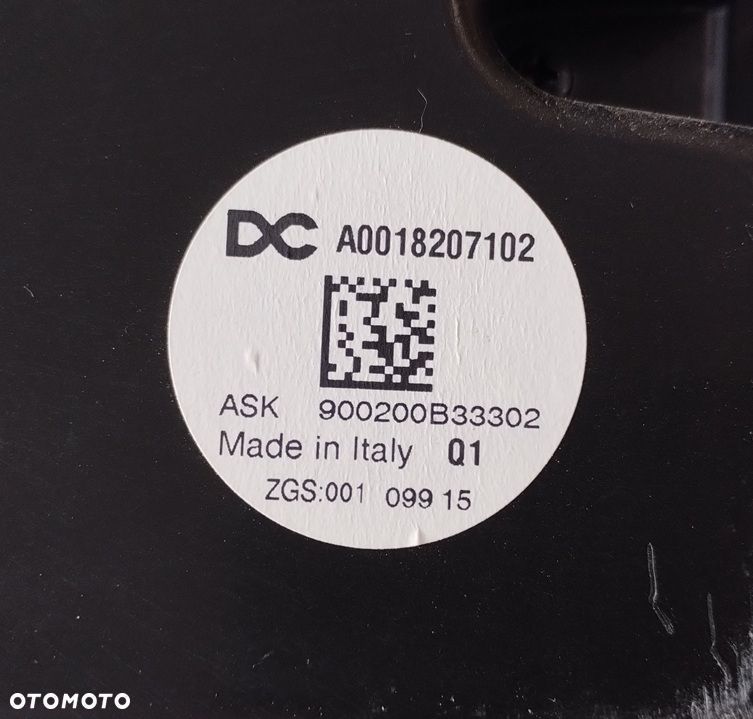 DC A0018207102
ASK 900200B33302
Made in Italy Q1
ZGS:001 099 15
OTOMOTO